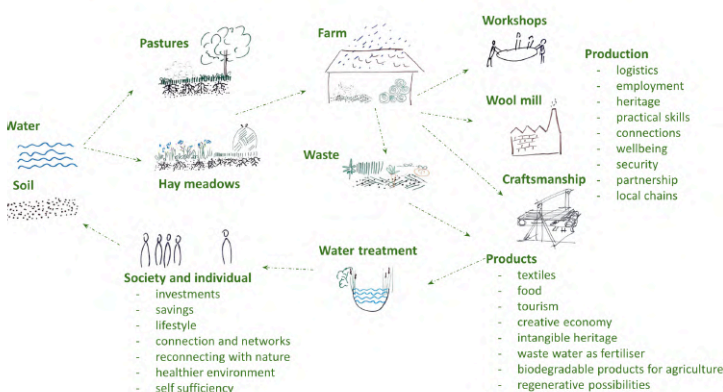 Workshops
Pastures
Farm
Production
- logistics
- employment
- heritage
- practical skills
- connections
- wellbeing
- security
- partnership
- local chains
Wool mill
Water
Waste
Soil
Hay meadows
Craftsmanship
Water treatment
Products
- textiles
- food
- tourism
- creative economy
- intangible heritage
- waste water as fertiliser
- biodegradable products for agriculture
- regenerative possibilities
Society and individual
- investments
- savings
- lifestyle
- connection and networks
- reconnecting with nature
- healthier environment
- self sufficiency